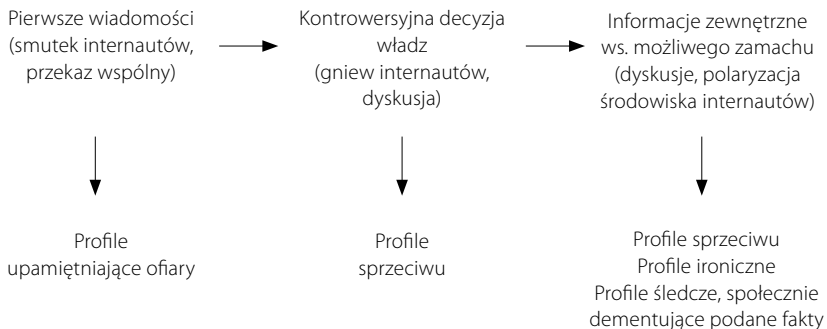 Pierwsze wiadomości
(smutek internautów,
przekaz wspólny)
Kontrowersyjna decyzja
władz
(gniew internautów,
dyskusja)
Informacje zewnętrzne
ws. możliwego zamachu
(dyskusje, polaryzacja
środowiska internautów)
Profile
upamiętniające ofiary
Profile
sprzeciwu
Profile sprzeciwu
Profile ironiczne
Profile śledcze, społecznie
dementujące podane fakty